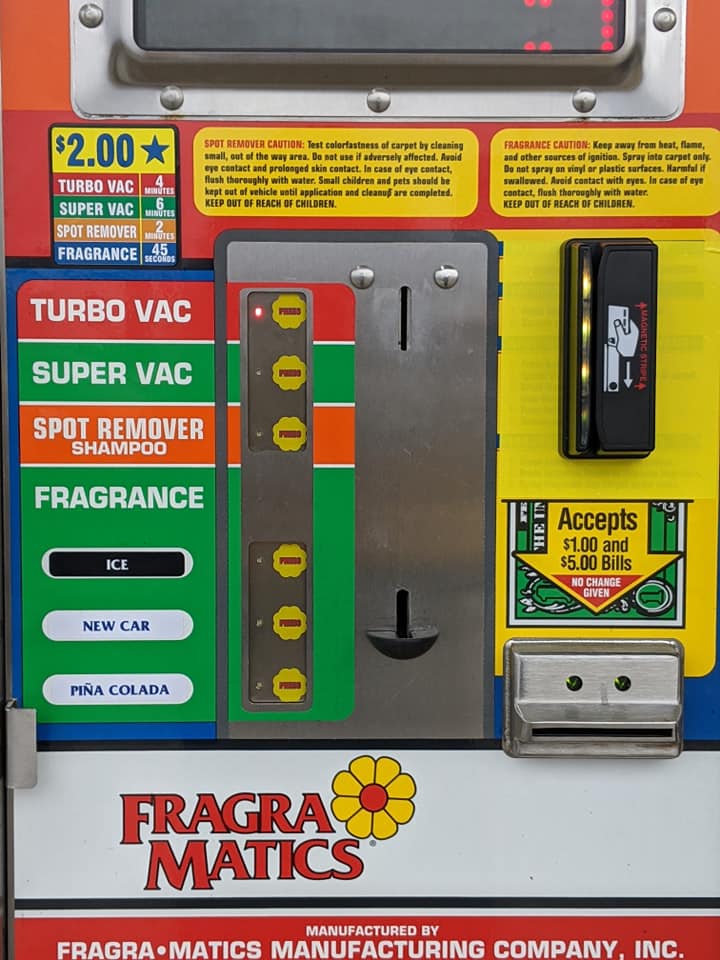 $2.00
TURBO VAC 4 MINUTES
SUPER VAC 6 MINUTES
SPOT REMOVER 2 MINUTES
FRAGRANCE 45 SECONDS
SPOT REMOVER CAUTION: Test colorfastness of carpet by cleaning
small, out of the way area. Do not use if adversely affected. Avoid
eye contact and prolonged skin contact. In case of eye contact,
flush thoroughly with water. Small children and pets should be
kept out of vehicle until application and cleanup are completed.
KEEP OUT OF REACH OF CHILDREN.
FRAGRANCE CAUTION: Keep away from heat, flame,
and other sources of ignition. Spray into carpet only.
Do not spray on vinyl or plastic surfaces. Harmful if
swallowed. Avoid contact with eyes. In case of eye
contact, flush thoroughly with water.
KEEP OUT OF REACH OF CHILDREN.
TURBO VAC
PRESS
SUPER VAC
PRESS
SPOT REMOVER
SHAMPOO
PRESS
FRAGRANCE
ICE
PRESS
NEW CAR
PRESS
PIÑA COLADA
PRESS
MAGNETIC STRIPE
Accepts
$1.00 and
$5.00 Bills
NO CHANGE
GIVEN
FRAGRA
MATICS
MANUFACTURED BY
FRAGRA•MATICS MANUFACTURING COMPANY, INC.